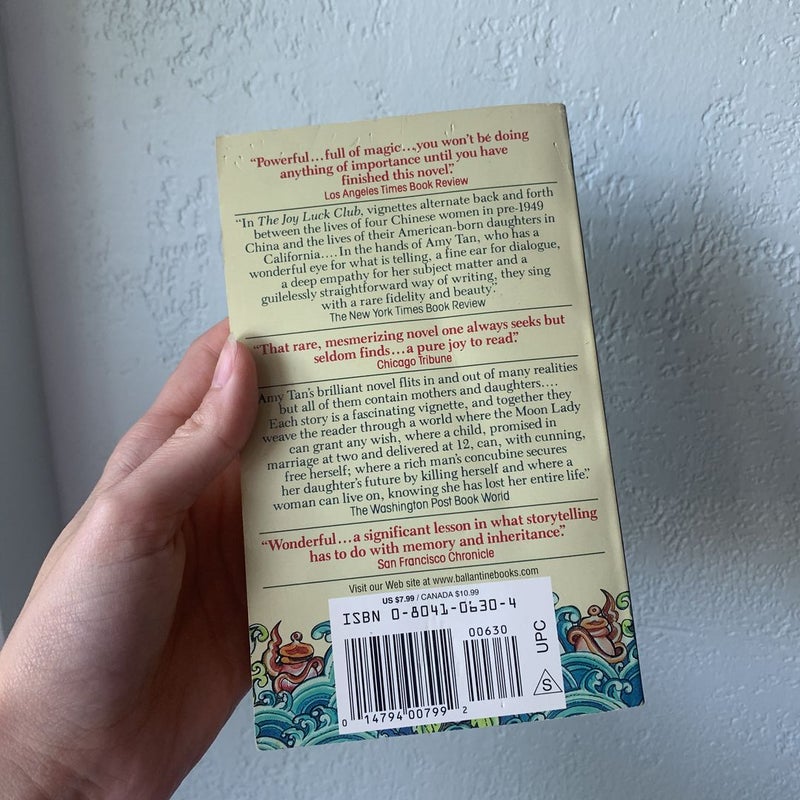 “Powerful...full of magic...you won't be doing
anything of importance until you have
finished this novel.”
Los Angeles Times Book Review
“In The Joy Luck Club, vignettes alternate back and forth
between the lives of four Chinese women in pre-1949
China and the lives of their American-born daughters in
California.... In the hands of Amy Tan, who has a
wonderful eye for what is telling, a fine ear for dialogue,
a deep empathy for her subject matter and a
guilelessly straightforward way of writing, they sing
with a rare fidelity and beauty.”
The New York Times Book Review
“That rare, mesmerizing novel one always seeks but
seldom finds...a pure joy to read.”
Chicago Tribune
Amy Tan's brilliant novel flits in and out of many realities
but all of them contain mothers and daughters....
Each story is a fascinating vignette, and together they
weave the reader through a world where the Moon Lady
can grant any wish, where a child, promised in
marriage at two and delivered at 12, can, with cunning,
free herself; where a rich man's concubine secures
her daughter's future by killing herself and where a
woman can live on, knowing she has lost her entire life.”
The Washington Post Book World
“Wonderful...a significant lesson in what storytelling
has to do with memory and inheritance.”
San Francisco Chronicle
Visit our Web site at www.ballantinebooks.com
US $7.99 / CANADA $10.99
ISBN 0-8041-0630-4
00630
UPC
S
0 14794 00799 2